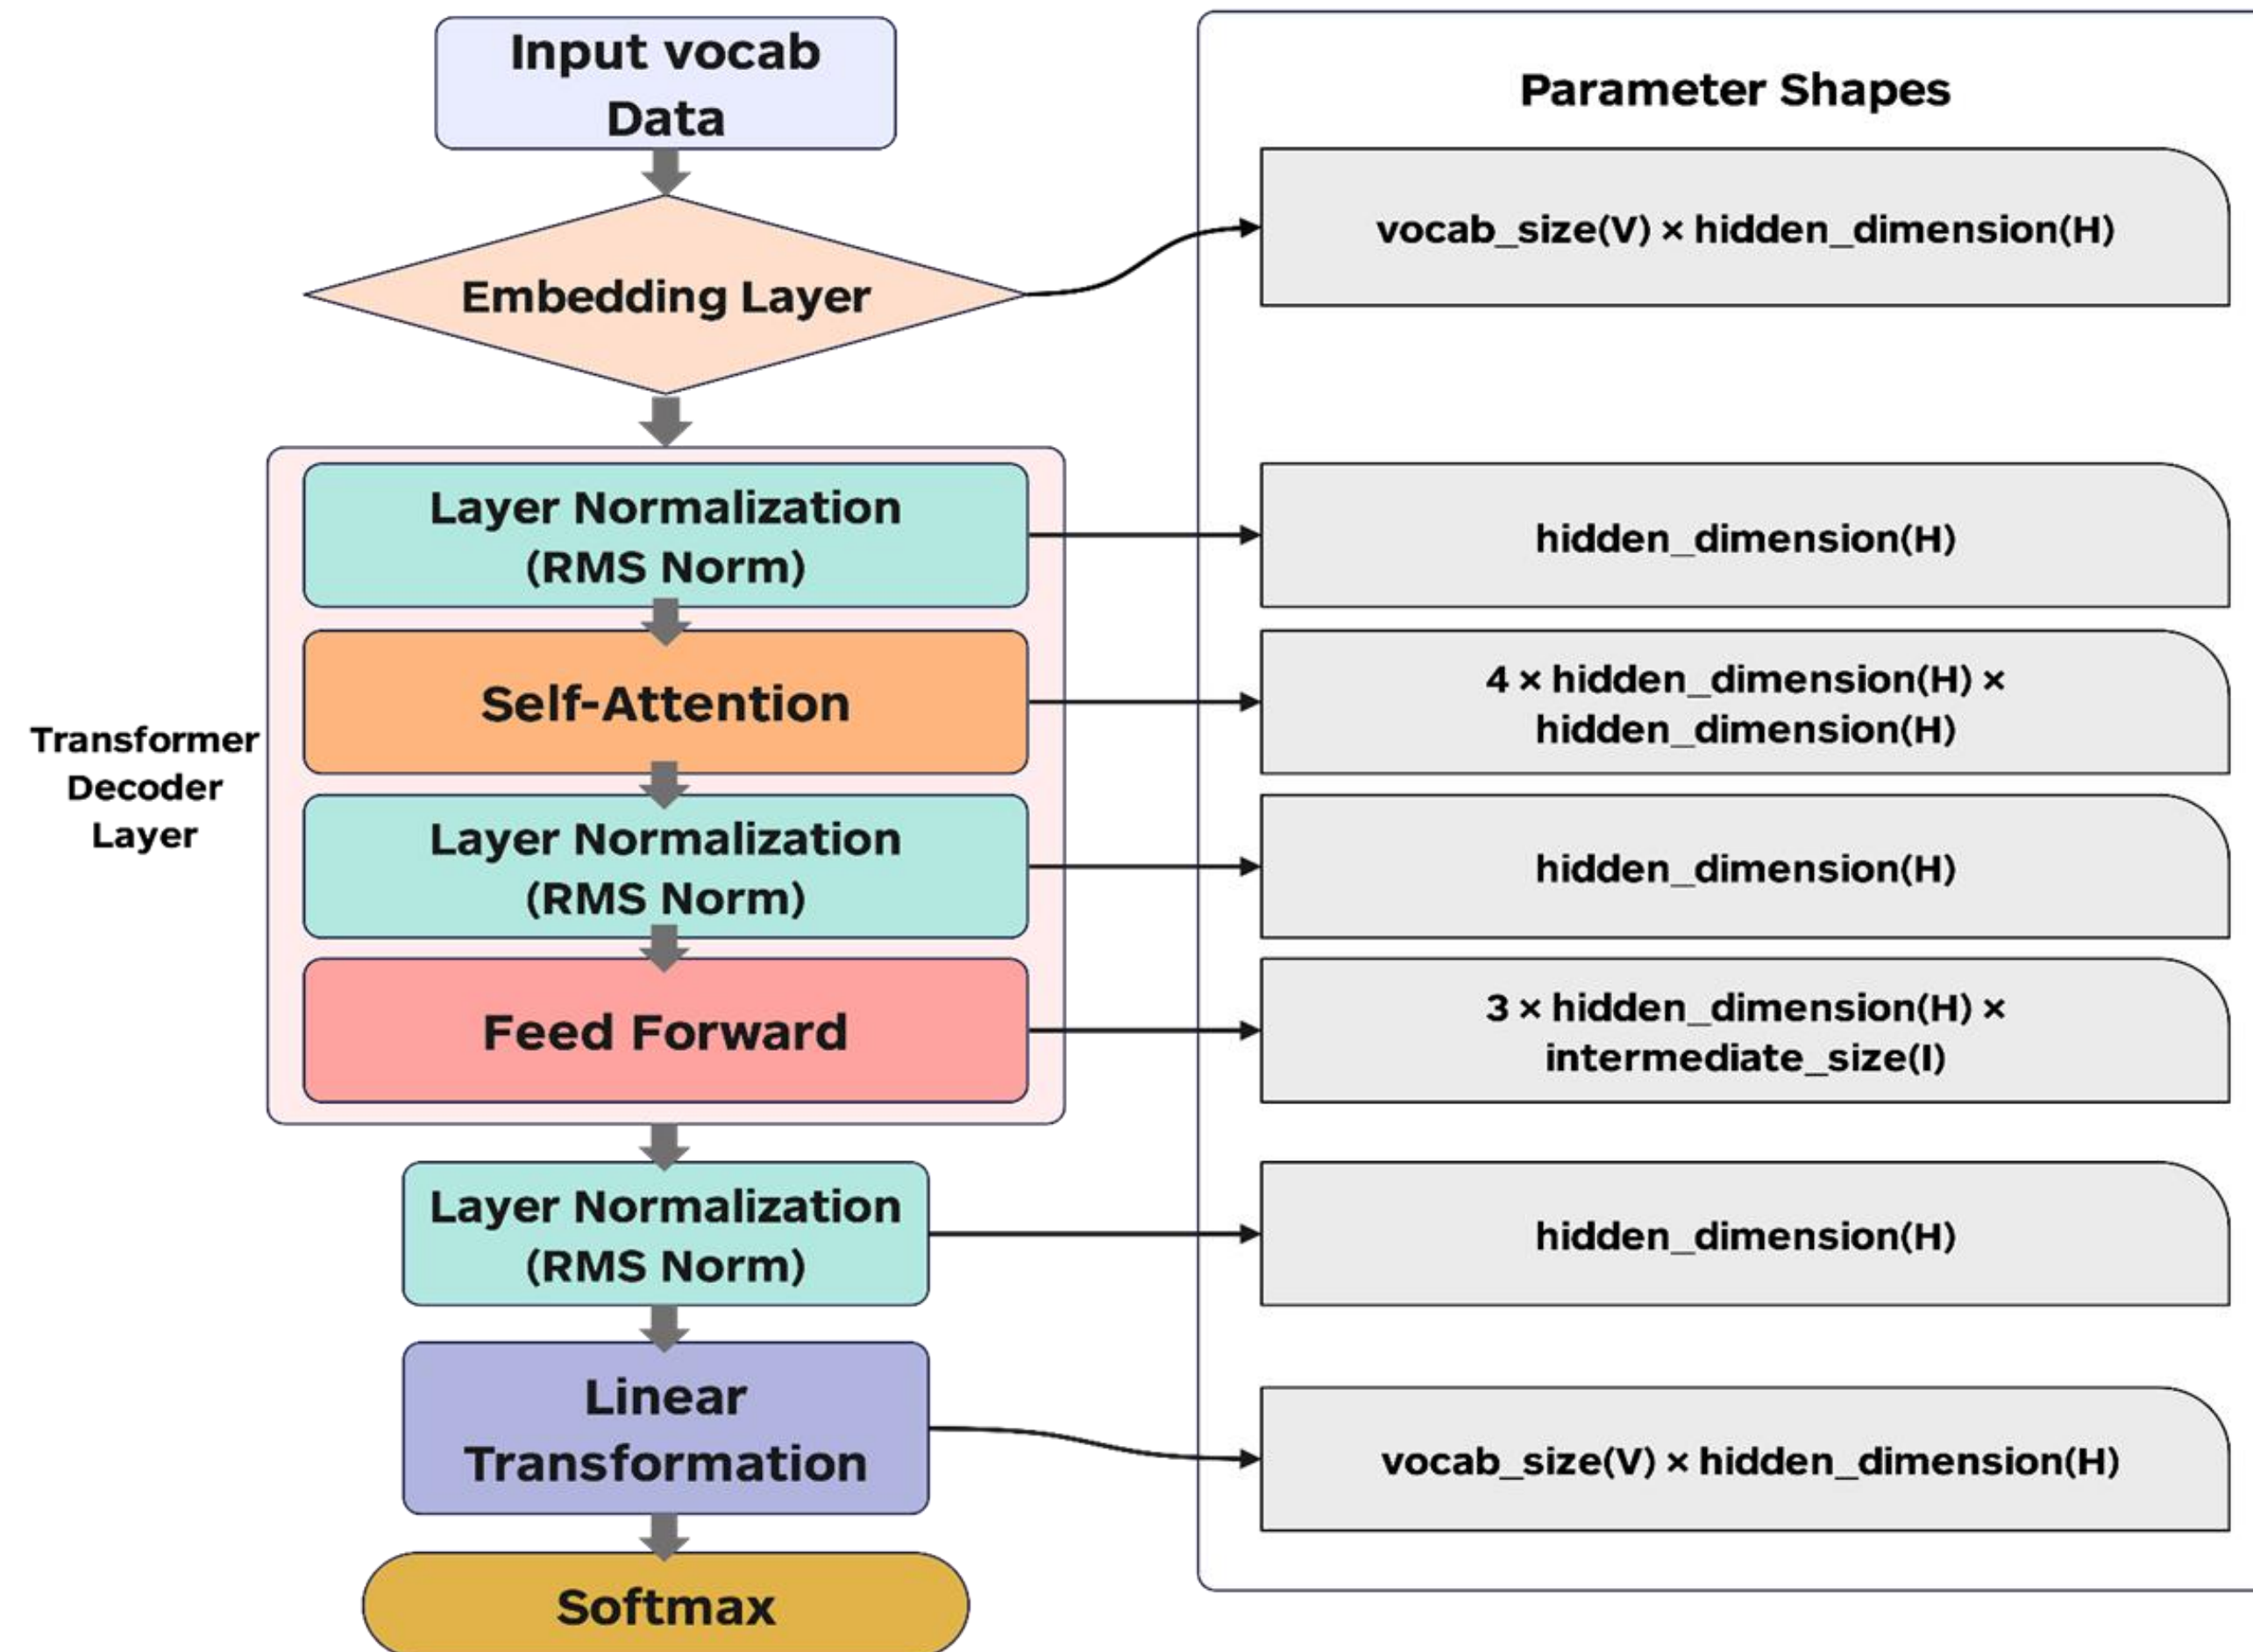 Input vocab
Data
Parameter Shapes
Embedding Layer
vocab_size(V) × hidden_dimension(H)
Transformer
Decoder
Layer
Layer Normalization
(RMS Norm)
hidden_dimension(H)
Self-Attention
4 × hidden_dimension(H) ×
hidden_dimension(H)
Layer Normalization
(RMS Norm)
hidden_dimension(H)
Feed Forward
3 × hidden_dimension(H) ×
intermediate_size(I)
Layer Normalization
(RMS Norm)
hidden_dimension(H)
Linear
Transformation
vocab_size(V) × hidden_dimension(H)
Softmax